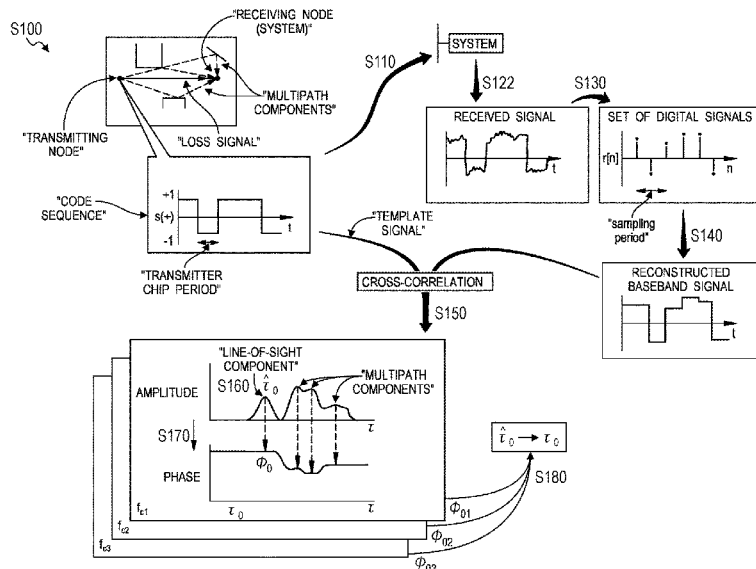 S100
"RECEIVING NODE
(SYSTEM)"
"MULTIPATH
COMPONENTS"
"LOSS SIGNAL"
"TRANSMITTING
NODE"
"CODE
SEQUENCE"
+1
s(+)
-1
t
"TRANSMITTER
CHIP PERIOD"
S110
SYSTEM
S122
RECEIVED SIGNAL
t
S130
SET OF DIGITAL SIGNALS
r[n]
n
"sampling
period"
S140
RECONSTRUCTED
BASEBAND SIGNAL
t
"TEMPLATE
SIGNAL"
CROSS-CORRELATION
S150
"LINE-OF-SIGHT
COMPONENT"
S160
τ̂0
"MULTIPATH
COMPONENTS"
AMPLITUDE
τ
S170
PHASE
Φ0
τ0
τ
fc1
fc2
fc3
Φ01
Φ02
Φ03
τ̂0 → τ0
S180